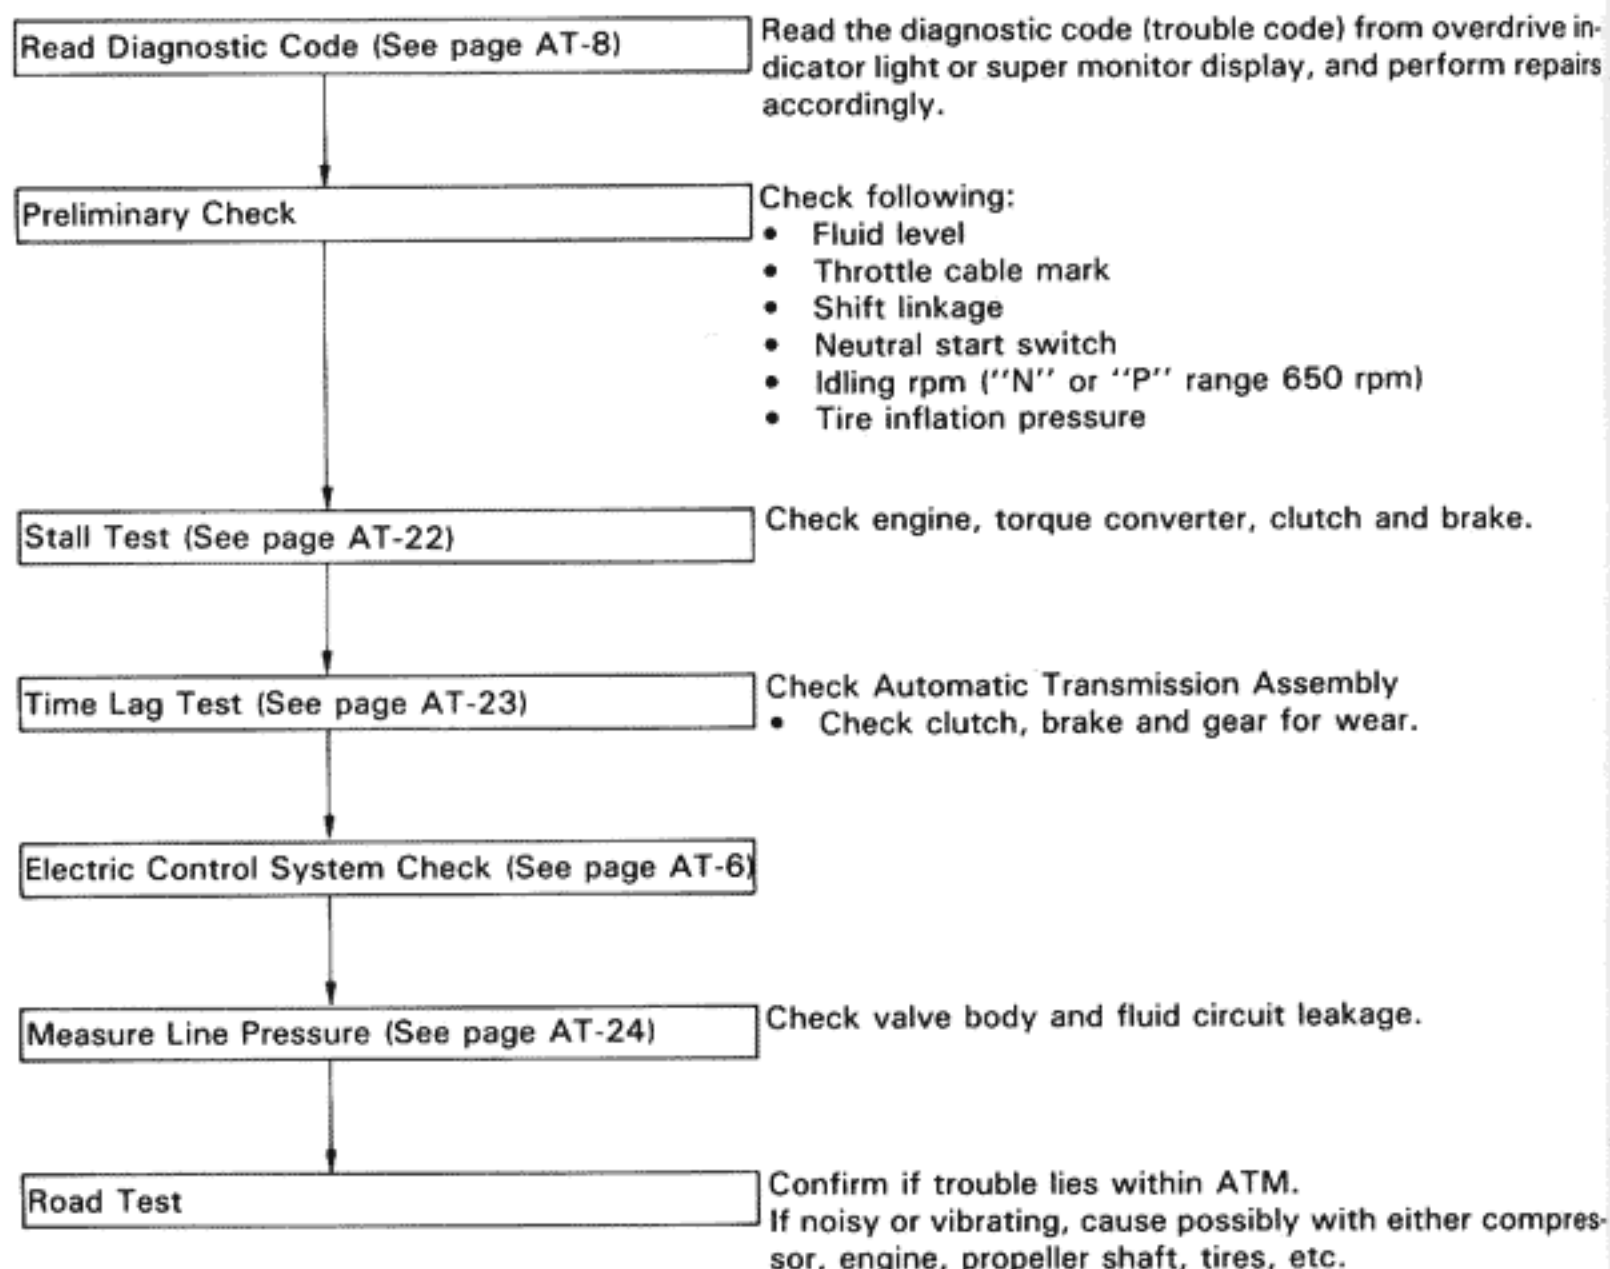 Read Diagnostic Code (See page AT-8)
Read the diagnostic code (trouble code) from overdrive in-
dicator light or super monitor display, and perform repairs
accordingly.
Preliminary Check
Check following:
• Fluid level
• Throttle cable mark
• Shift linkage
• Neutral start switch
• Idling rpm (''N'' or ''P'' range 650 rpm)
• Tire inflation pressure
Stall Test (See page AT-22)
Check engine, torque converter, clutch and brake.
Time Lag Test (See page AT-23)
Check Automatic Transmission Assembly
• Check clutch, brake and gear for wear.
Electric Control System Check (See page AT-6)
Measure Line Pressure (See page AT-24)
Check valve body and fluid circuit leakage.
Road Test
Confirm if trouble lies within ATM.
If noisy or vibrating, cause possibly with either compres-
sor, engine, propeller shaft, tires, etc.